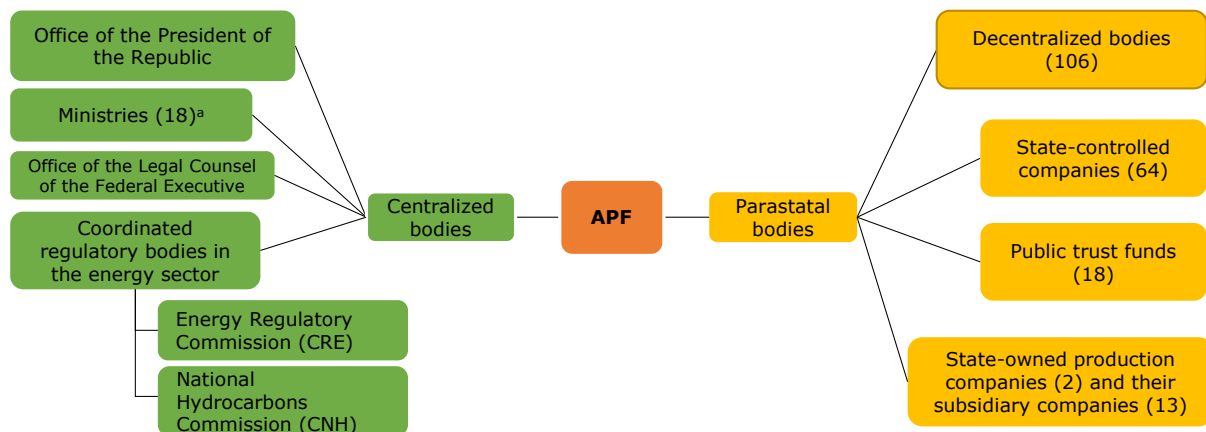 Office of the President of
the Republic
Ministries (18)ᵃ
Office of the Legal Counsel
of the Federal Executive
Coordinated
regulatory bodies in
the energy sector
Energy Regulatory
Commission (CRE)
National
Hydrocarbons
Commission (CNH)
Centralized
bodies
APF
Parastatal
bodies
Decentralized bodies
(106)
State-controlled
companies (64)
Public trust funds
(18)
State-owned production
companies (2) and their
subsidiary companies (13)